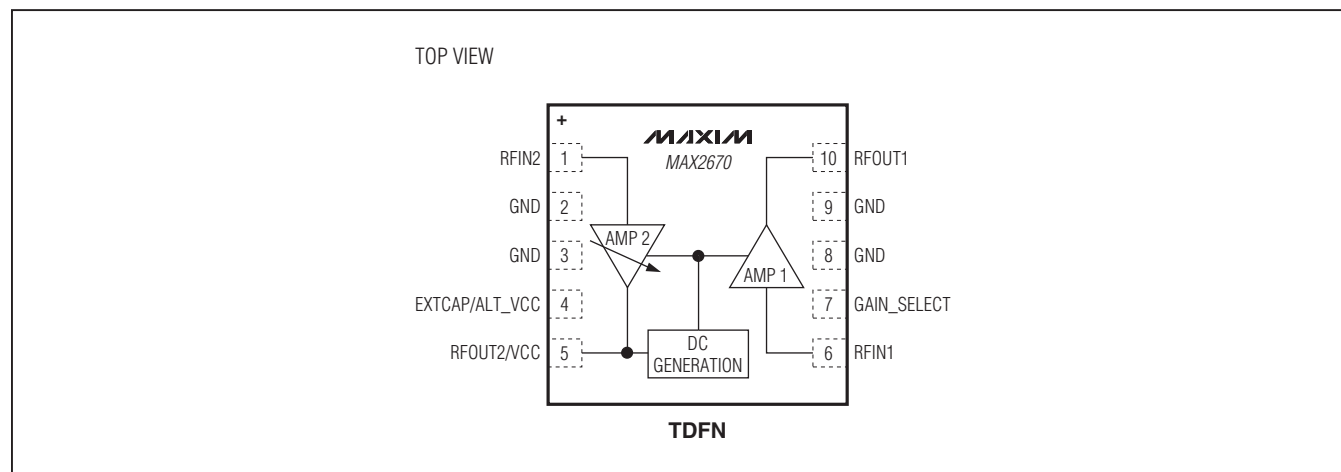 TOP VIEW
+
MAXIM
MAX2670
RFIN2 1
10 RFOUT1
GND 2
9 GND
AMP 2
GND 3
8 GND
AMP 1
EXTCAP/ALT_VCC 4
7 GAIN_SELECT
RFOUT2/VCC 5
DC
GENERATION
6 RFIN1
TDFN